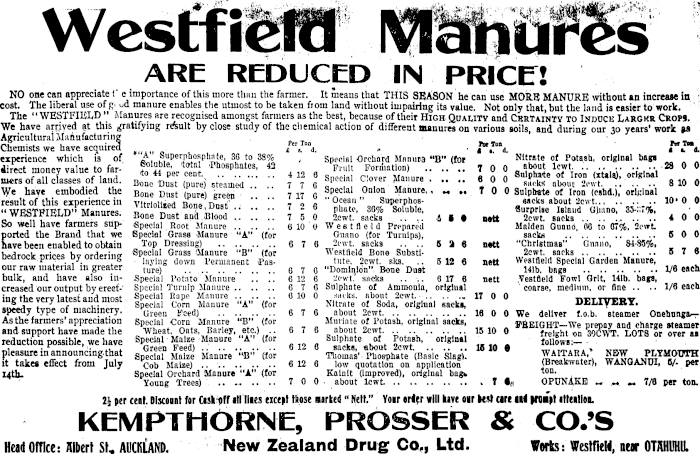 Westfield Manures
ARE REDUCED IN PRICE!
NO one can appreciate the importance of this more than the farmer. It means that THIS SEASON he can use MORE MANURE without an increase in
cost. The liberal use of good manure enables the utmost to be taken from land without impairing its value. Not only that, but the land is easier to work.
The "WESTFIELD" Manures are recognised amongst farmers as the best, because of their HIGH QUALITY and CERTAINTY TO INDUCE LARGER CROPS.
We have arrived at this gratifying result by close study of the chemical action of different manures on various soils, and during our 30 years' work as
Agricultural Manufacturing
Chemists we have acquired
experience which is of
direct money value to far-
mers of all classes of land.
We have embodied the
result of this experience in
"WESTFIELD" Manures.
So well have farmers sup-
ported the Brand that we
have been enabled to obtain
bedrock prices by ordering
our raw material in greater
bulk, and have also in-
creased our output by erect-
ing the very latest and most
speedy type of machinery.
As the farmers' appreciation
and support have made the
reduction possible, we have
pleasure in announcing that
it takes effect from July
14th.
Per Ton
£ s. d.
"A" Superphosphate, 36 to 38%
Soluble, total Phosphates, 42
to 44 per cent. 4 12 6
Bone Dust (pure) steamed 7 7 6
Bone Dust (pure) green 7 17 6
Vitriolized Bone Dust 7 2 6
Bone Dust and Blood 7 5 0
Special Root Manure 6 10 0
Special Grass Manure "A" (for
Top Dressing) 6 7 6
Special Grass Manure "B" (for
laying down Permanent Pas-
ture) 6 7 6
Special Potato Manure 6 12 6
Special Turnip Manure 6 7 6
Special Rape Manure 6 10 0
Special Corn Manure "A" (for
Green Feed) 6 7 6
Special Corn Manure "B" (for
Wheat, Oats, Barley, etc.) 6 7 6
Special Maize Manure "A" (for
Green Feed) 6 12 6
Special Maize Manure "B" (for
Cob Maize) 6 12 6
Special Orchard Manure "A" (for
Young Trees) 7 0 0
Per Ton
£ s. d.
Special Orchard Manure "B" (for
Fruit Formation) 7 0 0
Special Clover Manure 6 0 0
Special Onion Manure 7 0 0
"Ocean" Superphos-
phate, 36% Soluble,
2cwt. sacks nett
Westfield Prepared
Guano (for Turnips),
2cwt. sacks 5 2 6 nett
Westfield Bone Substi-
tute, 2cwt. sks. 5 12 6 nett
"Dominion" Bone Dust
2cwt. sacks 6 17 6 nett
Sulphate of Ammonia, original
sacks, about 2cwt. 17 0 0
Nitrate of Soda, original sacks,
about 2cwt. 16 0 0
Muriate of Potash, original sacks,
about 2cwt. 15 10 0
Sulphate of Potash, original
sacks, about 2cwt. 15 10 0
Thomas' Phosphate (Basic Slag),
low quotation on application
Kainit (improved), original bags,
about 1cwt. 7 6
Per Ton
£ s. d.
Nitrate of Potash, original bags
about 1cwt. 28 0 0
Sulphate of Iron (xtals), original
sacks about 2cwt. 8 10 0
Sulphate of Iron (csbd.), original
sacks about 2cwt. 10 0 0
Surprise Island Guano,
2cwt. sacks 4 0 0
Malden Guano, 66 to 67%, 2cwt.
sacks 5 0 0
"Christmas" Guano, 84-85%,
2cwt. sacks 5 7 6
Westfield Special Garden Manure,
14lb. bags 1/6 each
Westfield Fowl Grit, 14lb. bags,
coarse, medium, or fine 1/6 each
DELIVERY.
We deliver f.o.b. steamer Onehunga—
FREIGHT—We prepay and charge steamer
freight on 30CWT. LOTS or over as
follows:—
WAITARA, NEW PLYMOUTH
(Breakwater), WANGANUI, 5/- per
ton.
OPUNAKE 7/6 per ton.
2½ per cent. Discount for Cash off all lines except those marked "Nett." Your order will have our best care and prompt attention.
KEMPTHORNE, PROSSER & CO.'S
Head Office: Albert St., AUCKLAND. New Zealand Drug Co., Ltd. Works: Westfield, near OTAHUHU.